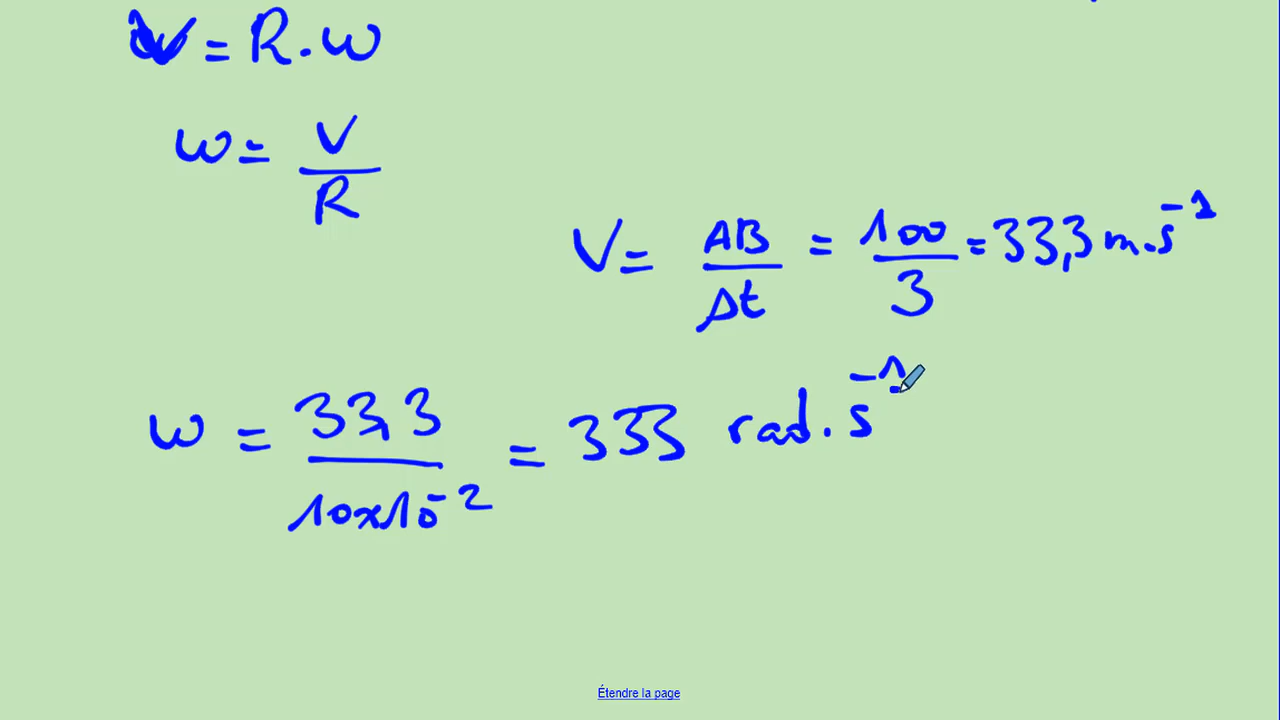 V = R . w
w = V / R
V = AB / Δt = 100 / 3 = 33,3 m.s⁻¹
w = 33,3 / 10x10⁻² = 333 rad.s⁻¹
Étendre la page